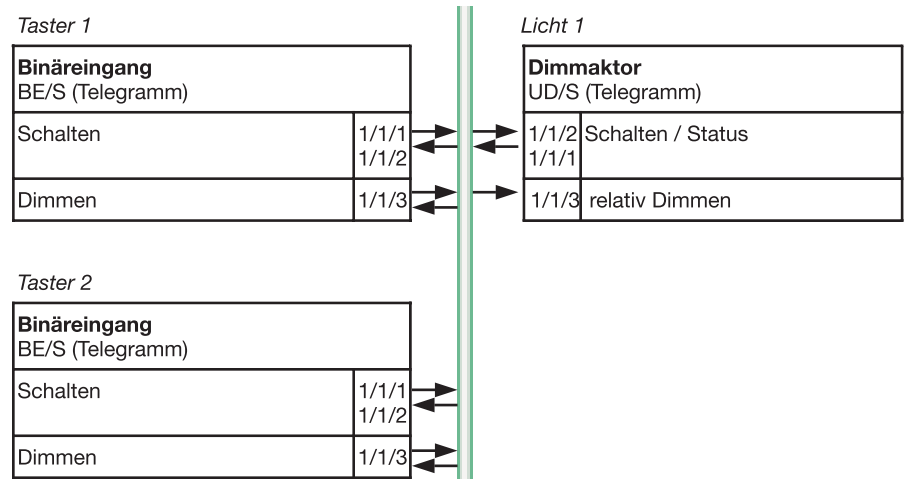 Taster 1
Binäreingang
BE/S (Telegramm)
Schalten
1/1/1
1/1/2
Dimmen
1/1/3
Licht 1
Dimmaktor
UD/S (Telegramm)
1/1/2 Schalten / Status
1/1/1
1/1/3 relativ Dimmen
Taster 2
Binäreingang
BE/S (Telegramm)
Schalten
1/1/1
1/1/2
Dimmen
1/1/3